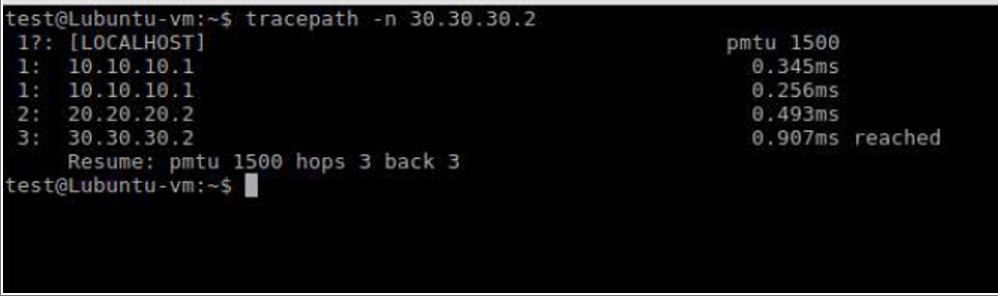 test@Lubuntu-vm:~$ tracepath -n 30.30.30.2
1?: [LOCALHOST] pmtu 1500
1: 10.10.10.1 0.345ms
1: 10.10.10.1 0.256ms
2: 20.20.20.2 0.493ms
3: 30.30.30.2 0.907ms reached
Resume: pmtu 1500 hops 3 back 3
test@Lubuntu-vm:~$